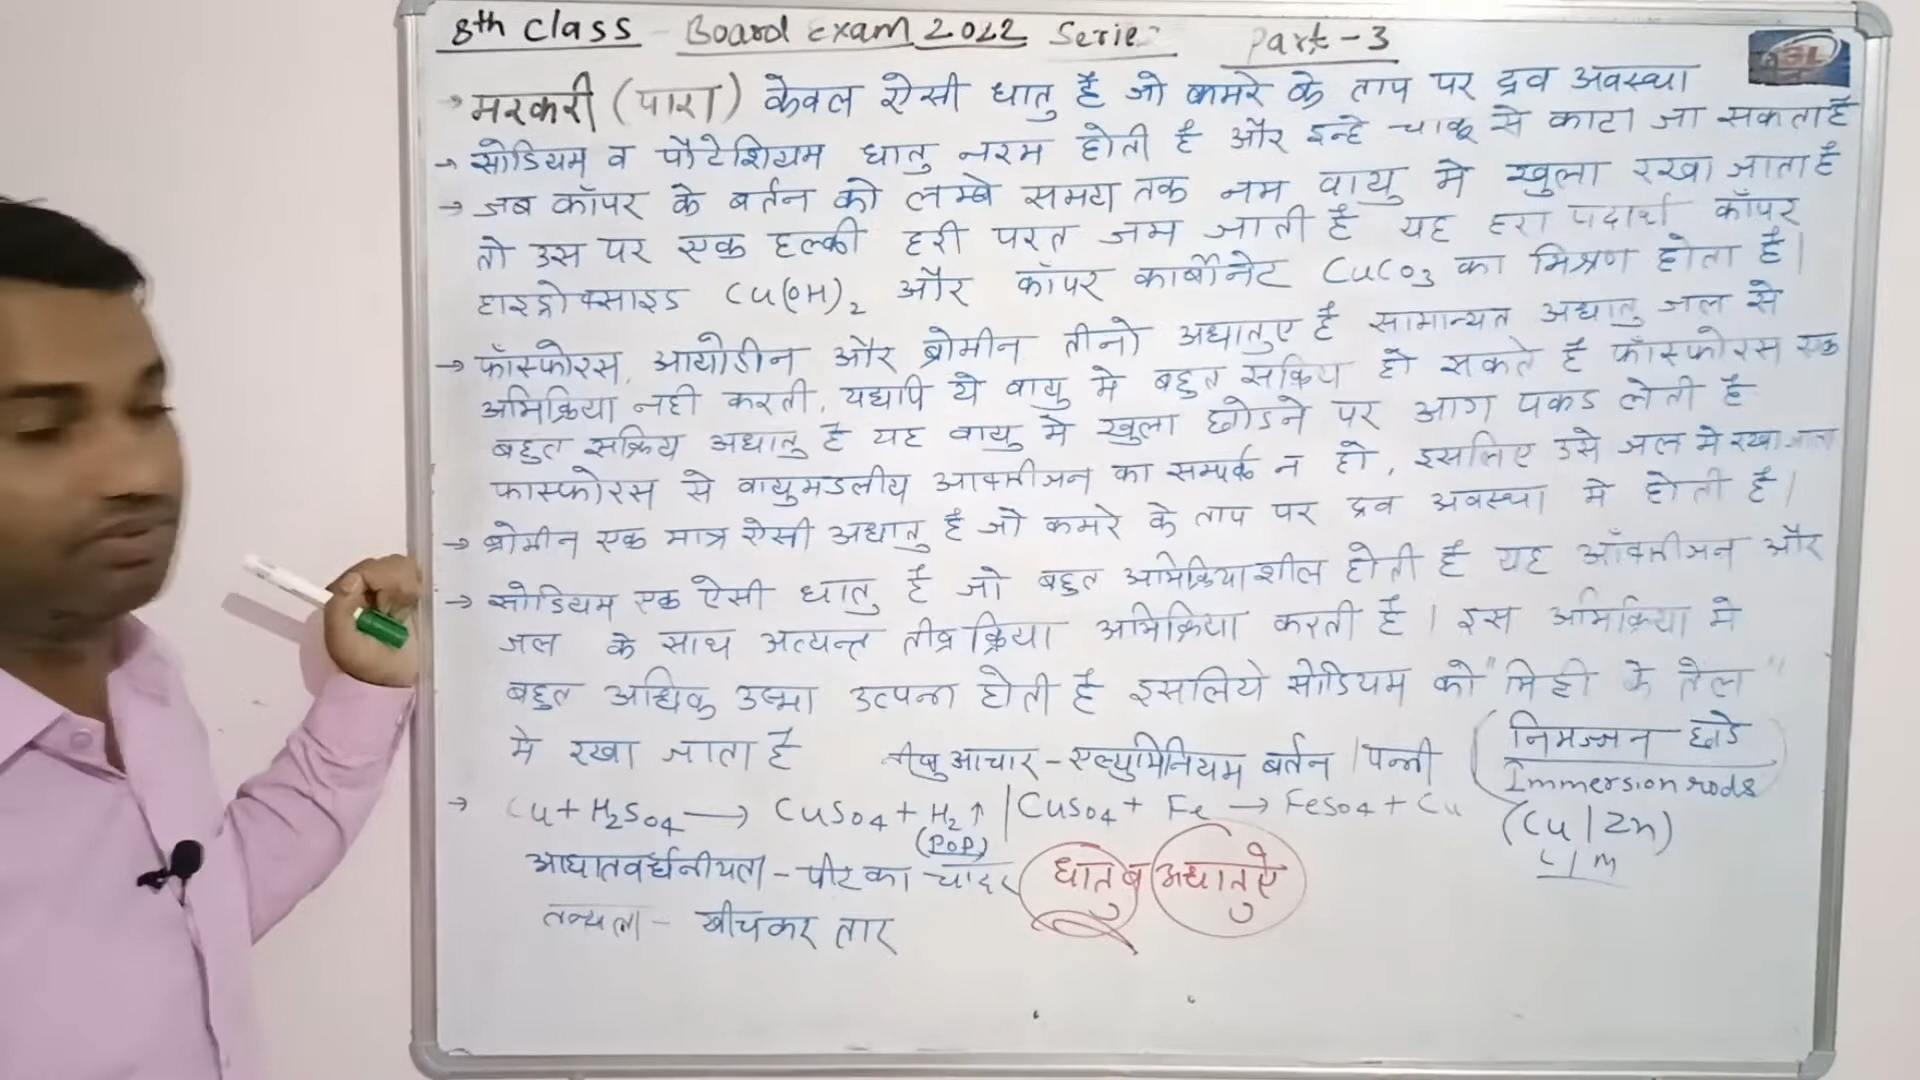 8th class - Board Exam 2022 Serie Part - 3
→ मरकरी (पारा) केवल ऐसी धातु है जो कमरे के ताप पर द्रव अवस्था
→ सोडियम व पौटेशियम धातु नरम होती है और इन्हे चाकू से काटा जा सकता है
→ जब कॉपर के बर्तन को लम्बे समय तक नम वायु मे खुला रखा जाता है
तो उस पर एक हल्की हरी परत जम जाती है यह हरा पदार्थ कॉपर
हाइड्रोक्साइड Cu(OH)2 और कॉपर कार्बोनेट CuCO3 का मिश्रण होता है।
→ फॉस्फोरस, आयोडीन और ब्रोमीन तीनो अधातुए है सामान्यत अधातु जल से
अभिक्रिया नही करती, यद्यपि ये वायु मे बहुत सक्रिय हो सकते है फॉस्फोरस एक
बहुत सक्रिय अधातु है यह वायु मे खुला छोडने पर आग पकड लेती है
फास्फोरस से वायुमडलीय आक्सीजन का सम्पर्क न हो, इसलिए उसे जल मे रखा जाता
→ ब्रोमीन एक मात्र ऐसी अधातु है जो कमरे के ताप पर द्रव अवस्था मे होती है।
→ सोडियम एक ऐसी धातु है जो बहुत अभिक्रियाशील होती है यह ऑक्सीजन और
जल के साथ अत्यन्त तीव्र क्रिया अभिक्रिया करती है। इस अभिक्रिया मे
बहुत अधिक उष्मा उत्पन्न होती है इसलिये सोडियम को "मिट्टी के तेल"
मे रखा जाता है नीबु आचार - एल्युमिनियम बर्तन | पन्नी (निमज्जन छडे
Immersion rods)
→ Cu + H2SO4 → CuSO4 + H2↑ | CuSO4 + Fe → FeSO4 + Cu (Cu | Zn)
(POP)
आघातवर्धनीयता - पीटकर चादर धातु व अधातुऐ
तन्यता - खीचकर तार